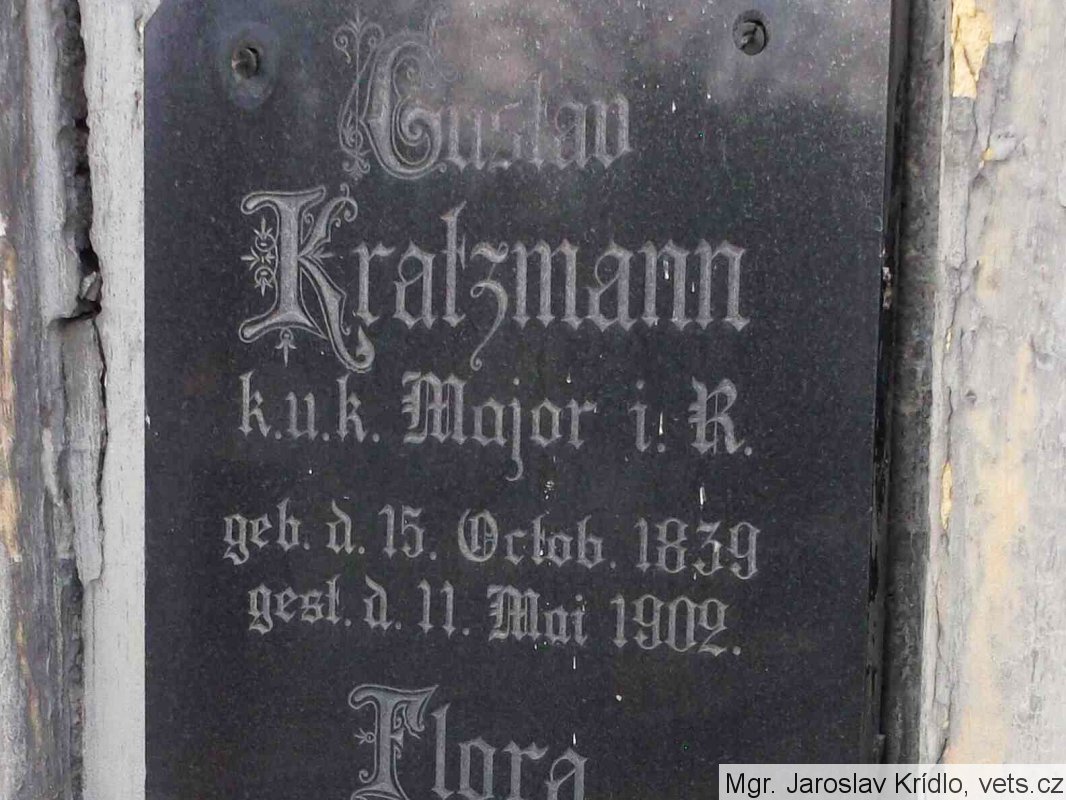 Gustav
Kratzmann
k.u.k. Major i. R.
geb. d. 15. Octob. 1839
gest. d. 11. Mai 1902.
Flora
Mgr. Jaroslav Krídlo, vets.cz